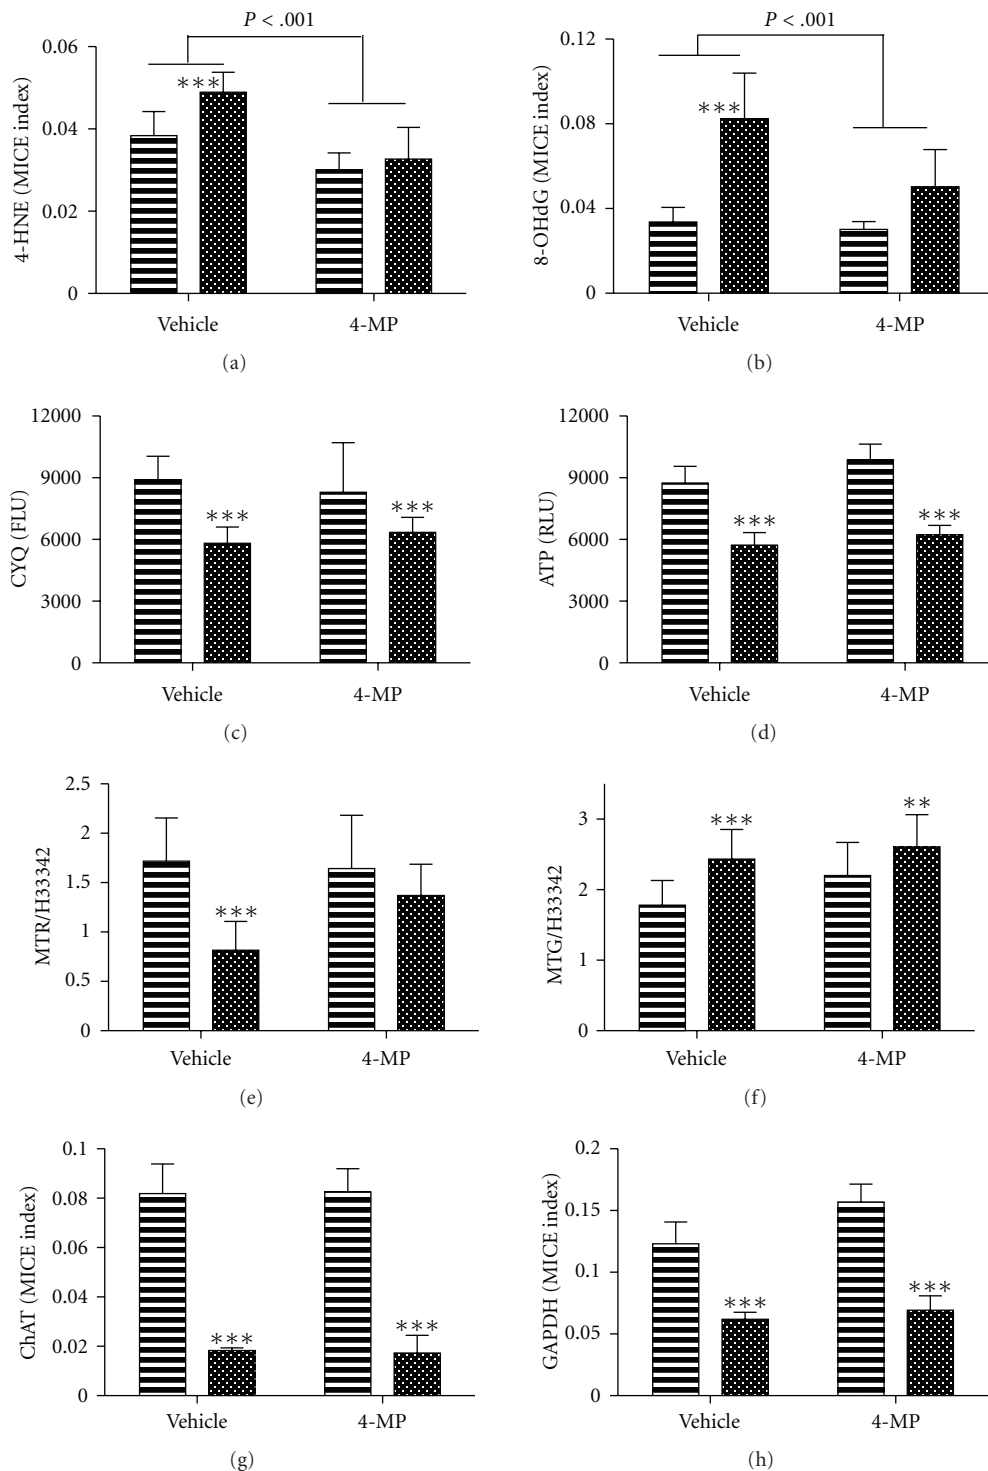 P < .001
0.06
0.04
0.02
0
4-HNE (MICE index)
***
Vehicle
4-MP
(a)
P < .001
0.12
0.08
0.04
0
8-OHdG (MICE index)
***
Vehicle
4-MP
(b)
12000
9000
6000
3000
0
CYQ (FLU)
***
***
Vehicle
4-MP
(c)
12000
9000
6000
3000
0
ATP (RLU)
***
***
Vehicle
4-MP
(d)
2.5
2
1.5
1
0.5
0
MTR/H33342
***
Vehicle
4-MP
(e)
3
2
1
0
MTG/H33342
***
**
Vehicle
4-MP
(f)
0.1
0.08
0.06
0.04
0.02
0
ChAT (MICE index)
***
***
Vehicle
4-MP
(g)
0.2
0.15
0.1
0.05
0
GAPDH (MICE index)
***
***
Vehicle
4-MP
(h)